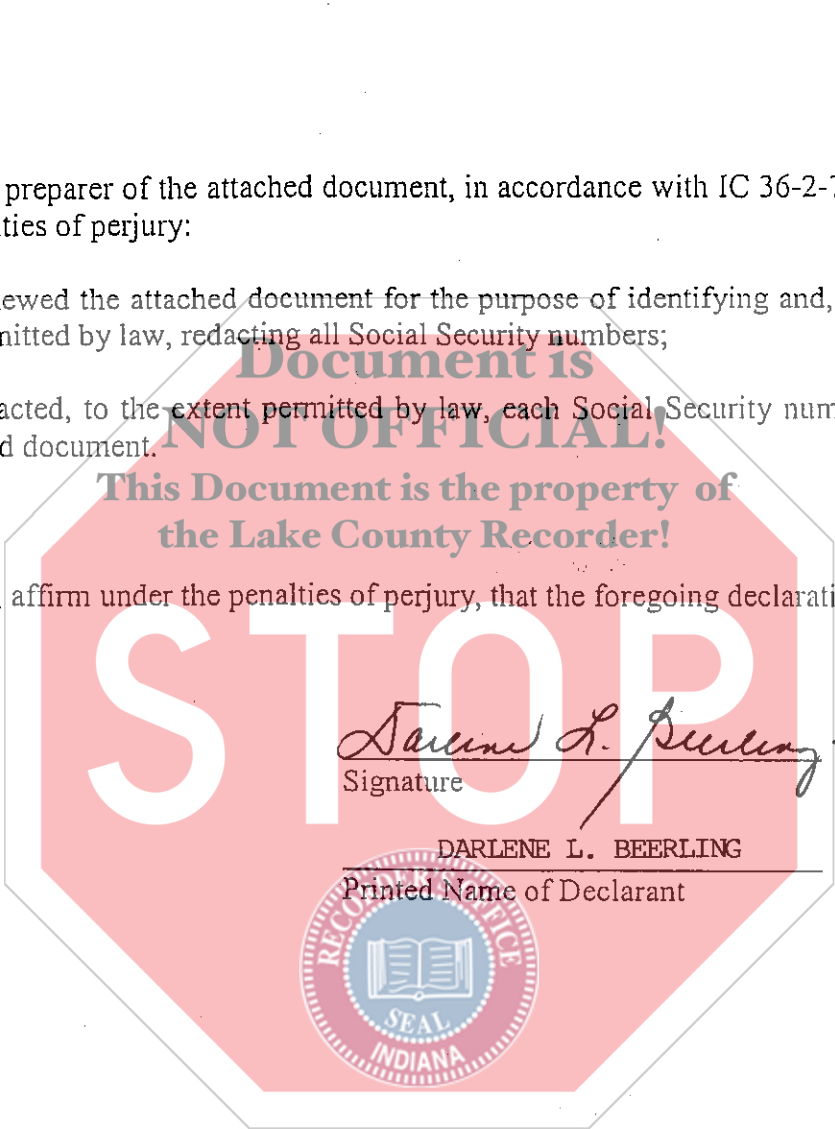 preparer of the attached document, in accordance with IC 36-2-7
ties of perjury:
ewed the attached document for the purpose of identifying and,
nitted by law, redacting all Social Security numbers;
Document is
acted, to the extent permitted by law, each Social Security num
NOT OFFICIAL!
d document.
This Document is the property of
the Lake County Recorder!
affirm under the penalties of perjury, that the foregoing declarati
STOP
Darlene L. Beerling
Signature
DARLENE L. BEERLING
Printed Name of Declarant
RECORDER'S OFFICE
SEAL
INDIANA